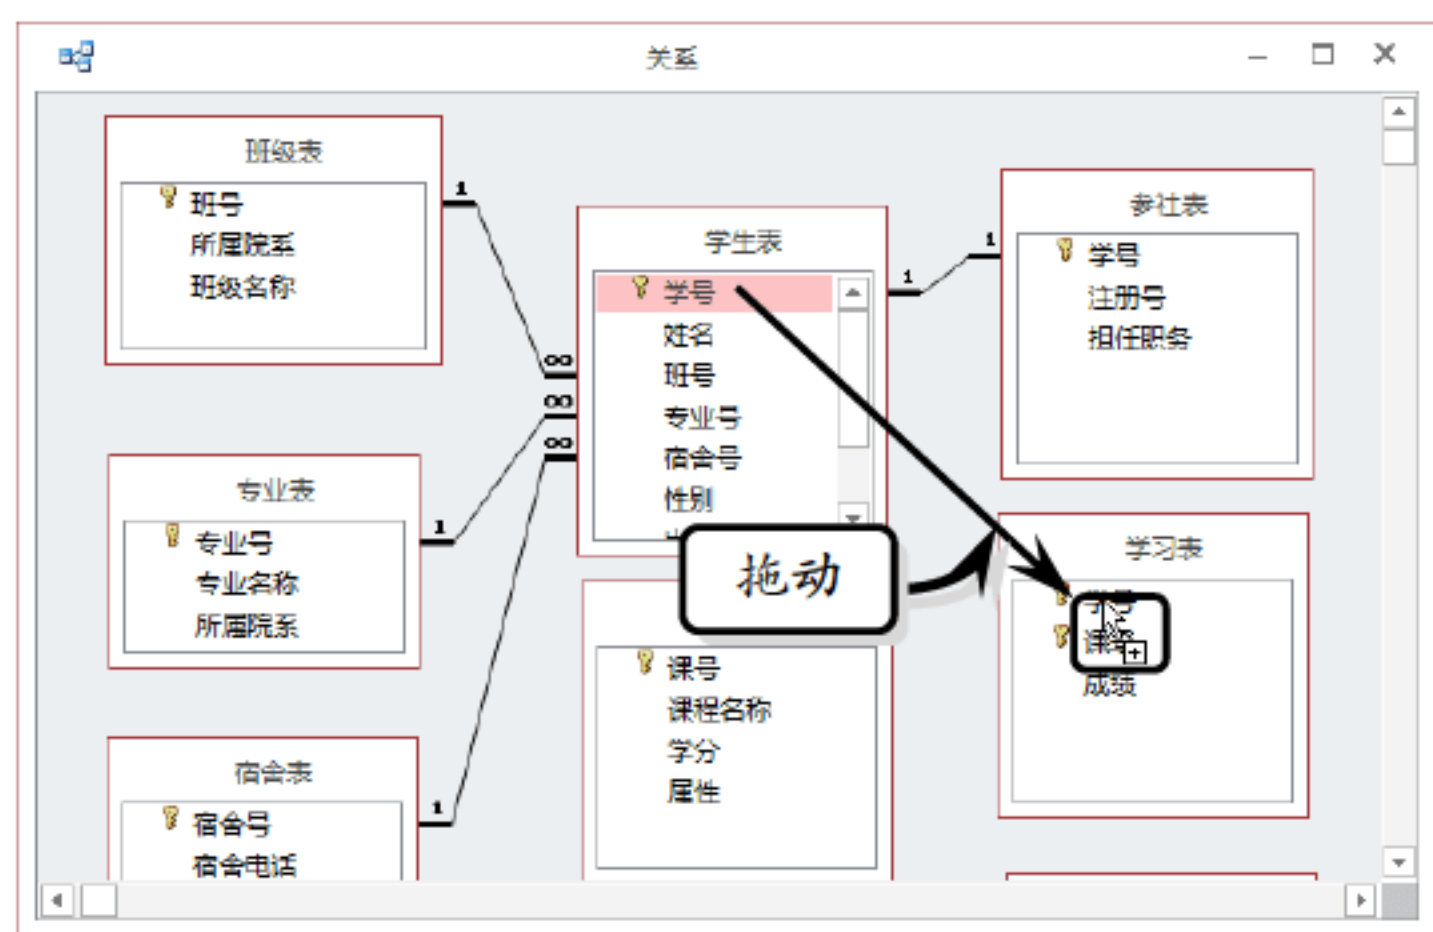 关系
班级表
班号
所属院系
班级名称
1
∞
学生表
学号
姓名
班号
专业号
宿舍号
性别
1
1
参社表
学号
注册号
担任职务
∞
∞
专业表
专业号
专业名称
所属院系
1
拖动
学习表
学号
课号
成绩
课号
课程名称
学分
属性
宿舍表
宿舍号
宿舍电话
1